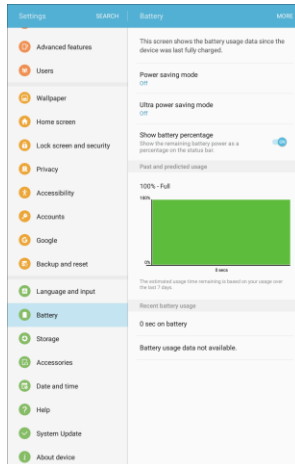 Settings
SEARCH
Advanced features
Users
Wallpaper
Home screen
Lock screen and security
Privacy
Accessibility
Accounts
Google
Backup and reset
Language and input
Battery
Storage
Accessories
Date and time
Help
System Update
About device
Battery
MORE
This screen shows the battery usage data since the
device was last fully charged.
Power saving mode
Off
Ultra power saving mode
Off
Show battery percentage
Show the remaining battery power as a
percentage on the status bar.
ON
Past and predicted usage
100% - Full
100%
0%
0 secs
The estimated usage time remaining is based on your usage over
the last 7 days.
Recent battery usage
0 sec on battery
Battery usage data not available.